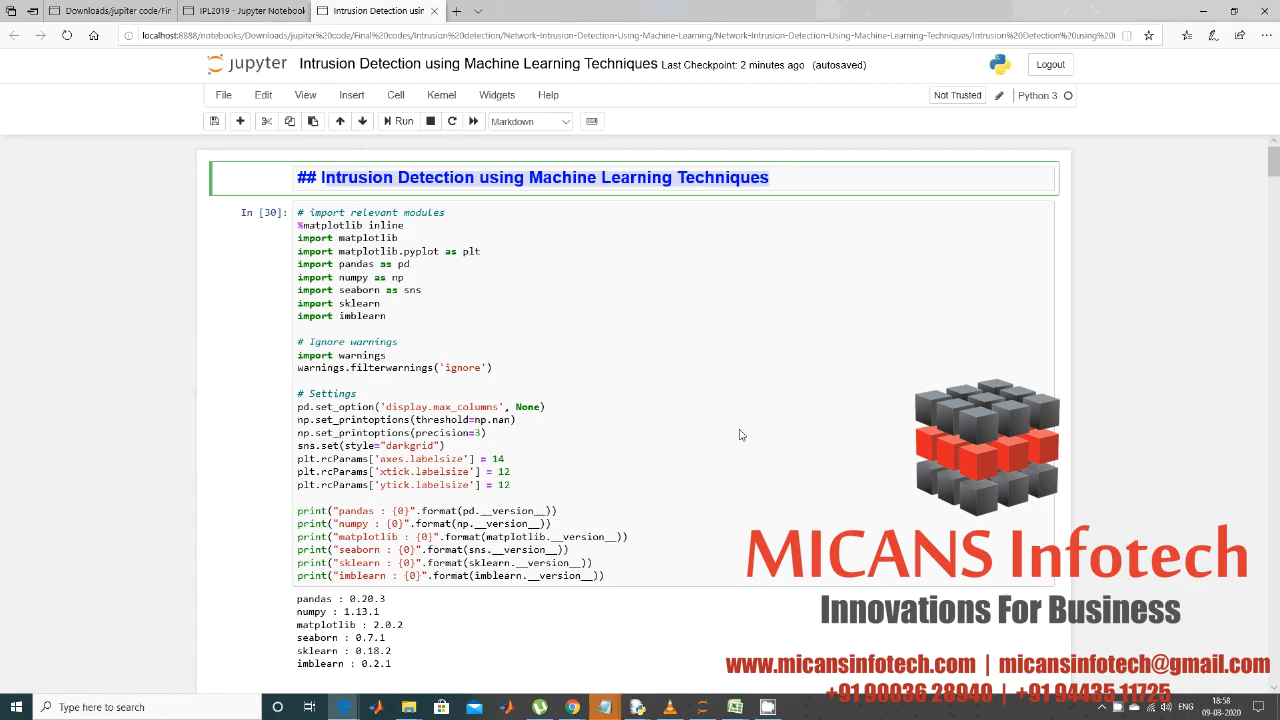 Downloads/jupiter code/Fin
IPL2019 - Jupyter Notebook
Intrusion Detection usin
localhost:8888/notebooks/Downloads/jupiter%20code/Final%20codes/Intrusion%20detection/Network-Intrusion-Detection-Using-Machine-Learning/Network-Intrusion-Detection-Using-Machine-Learning-Techniques/Intrusion%20Detection%20using%20
jupyter Intrusion Detection using Machine Learning Techniques Last Checkpoint: 2 minutes ago (autosaved)
Logout
File Edit View Insert Cell Kernel Widgets Help
Not Trusted
Python 3
Run
Markdown
## Intrusion Detection using Machine Learning Techniques
In [30]:
# import relevant modules
%matplotlib inline
import matplotlib
import matplotlib.pyplot as plt
import pandas as pd
import numpy as np
import seaborn as sns
import sklearn
import imblearn
# Ignore warnings
import warnings
warnings.filterwarnings('ignore')
# Settings
pd.set_option('display.max_columns', None)
np.set_printoptions(threshold=np.nan)
np.set_printoptions(precision=3)
sns.set(style="darkgrid")
plt.rcParams['axes.labelsize'] = 14
plt.rcParams['xtick.labelsize'] = 12
plt.rcParams['ytick.labelsize'] = 12
print("pandas : {0}".format(pd.__version__))
print("numpy : {0}".format(np.__version__))
print("matplotlib : {0}".format(matplotlib.__version__))
print("seaborn : {0}".format(sns.__version__))
print("sklearn : {0}".format(sklearn.__version__))
print("imblearn : {0}".format(imblearn.__version__))
pandas : 0.20.3
numpy : 1.13.1
matplotlib : 2.0.2
seaborn : 0.7.1
sklearn : 0.18.2
imblearn : 0.2.1
MICANS Infotech
Innovations For Business
www.micansinfotech.com | micansinfotech@gmail.com
+91 90036 28940 | +91 94435 11725
Type here to search
ENG
18:58
09-03-2020